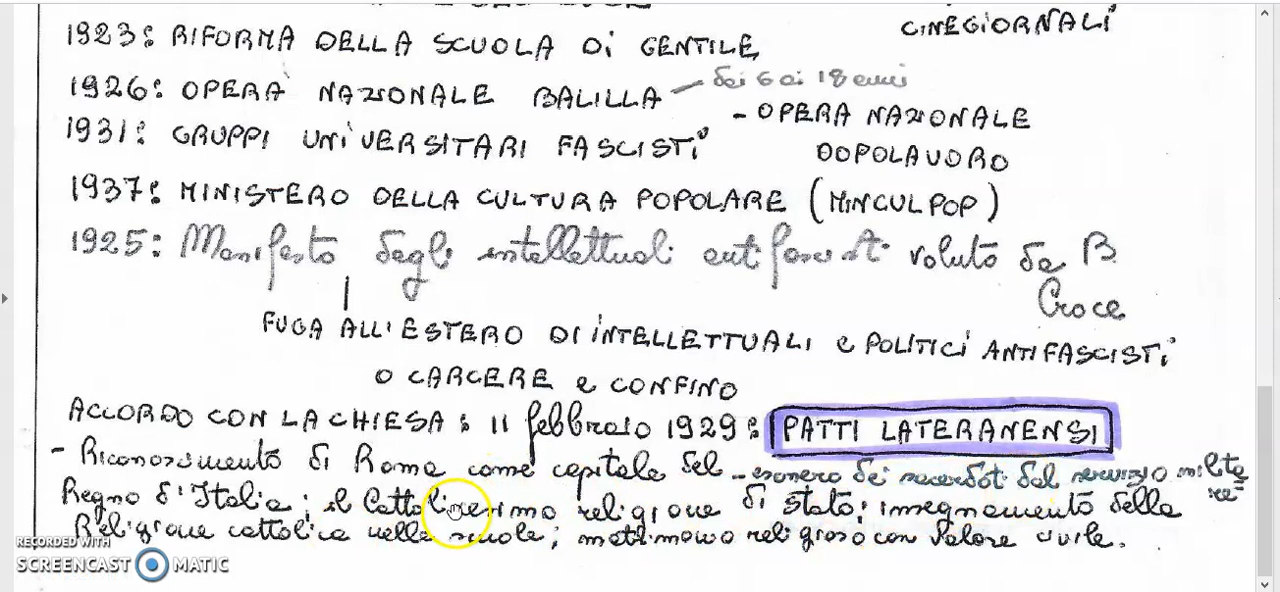 CINEGIORNALI
1923: RIFORMA DELLA SCUOLA DI GENTILE
1926: OPERA NAZIONALE BALILLA - dai 6 ai 18 anni
- OPERA NAZIONALE
DOPOLAVORO
1931: GRUPPI UNIVERSITARI FASCISTI
1937: MINISTERO DELLA CULTURA POPOLARE (MINCULPOP)
1925: Manifesto degli intellettuali antifascisti voluto da B.
Croce
FUGA ALL'ESTERO DI INTELLETTUALI e POLITICI ANTIFASCISTI
O CARCERE e CONFINO
ACCORDO CON LA CHIESA: 11 febbraio 1929: PATTI LATERANENSI
- Riconoscimento di Roma come capitale del - esonero dei sacerdoti dal servizio militare
Regno d'Italia; il Cattolicesimo religione di stato; insegnamento della
Religione cattolica nelle scuole; matrimonio religioso con valore civile.
RECORDED WITH
SCREENCAST MATIC